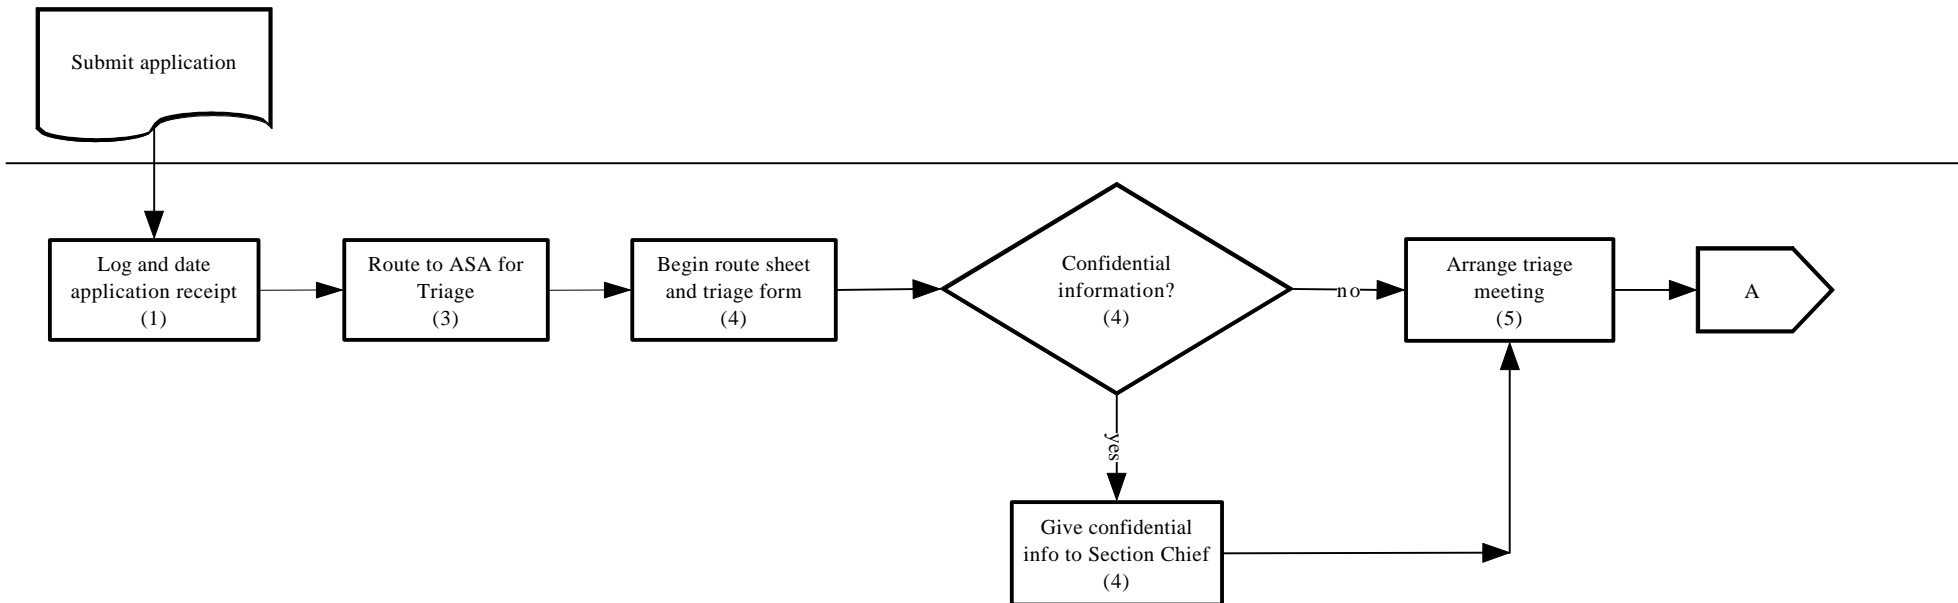 Submit application
Log and date
application receipt
(1)
Route to ASA for
Triage
(3)
Begin route sheet
and triage form
(4)
Confidential
information?
(4)
no
Arrange triage
meeting
(5)
A
yes
Give confidential
info to Section Chief
(4)